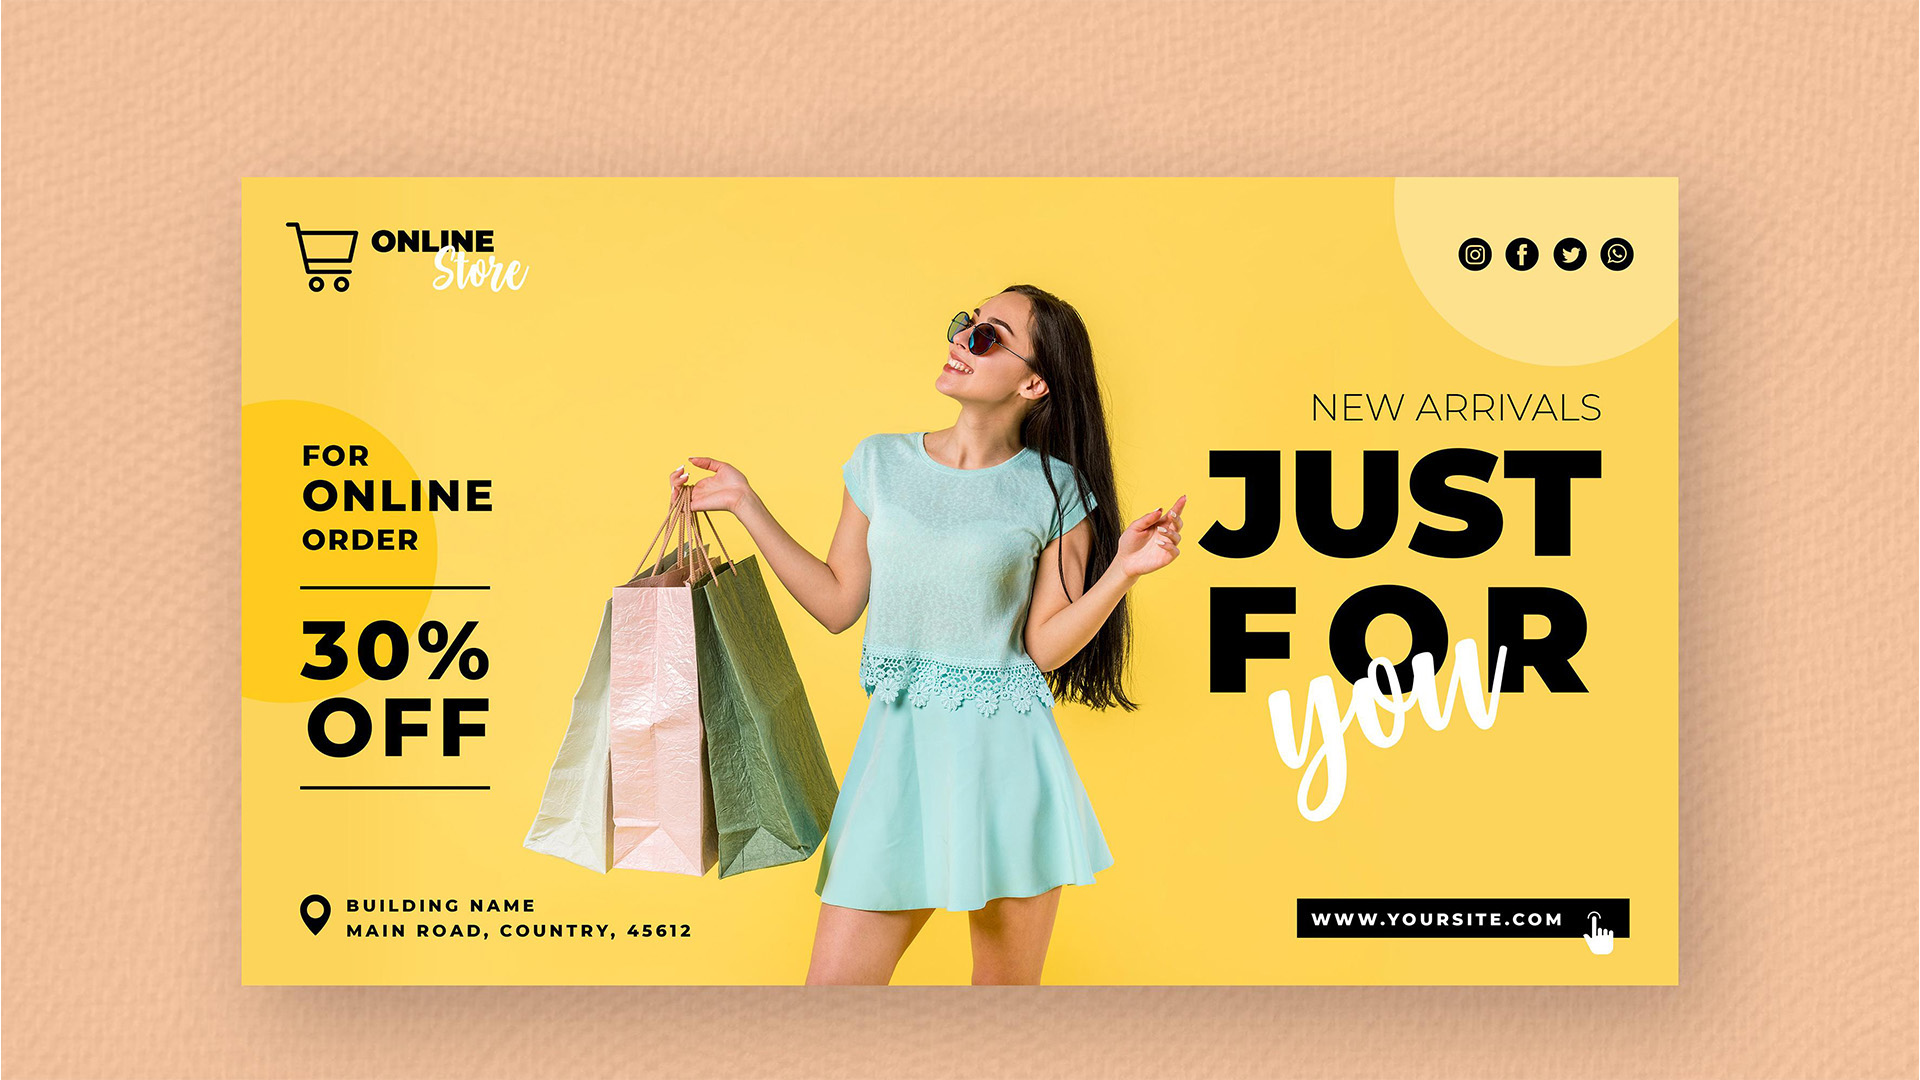 ONLINE
Store
FOR
ONLINE
ORDER
30%
OFF
NEW ARRIVALS
JUST
FOR
you
BUILDING NAME
MAIN ROAD, COUNTRY, 45612
WWW.YOURSITE.COM